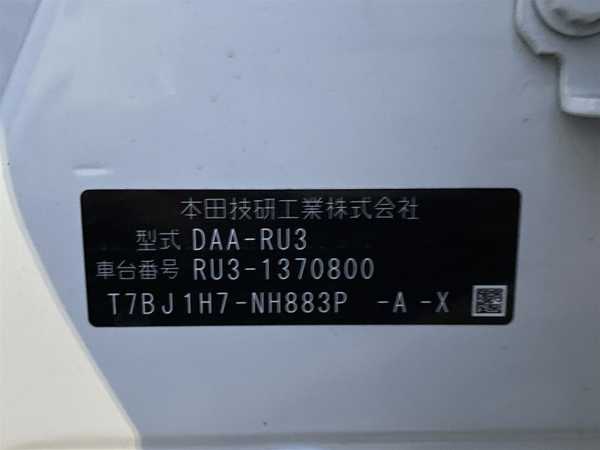 本田技研工業株式会社
型式 DAA-RU3
車台番号 RU3-1370800
T7BJ1H7-NH883P -A -X